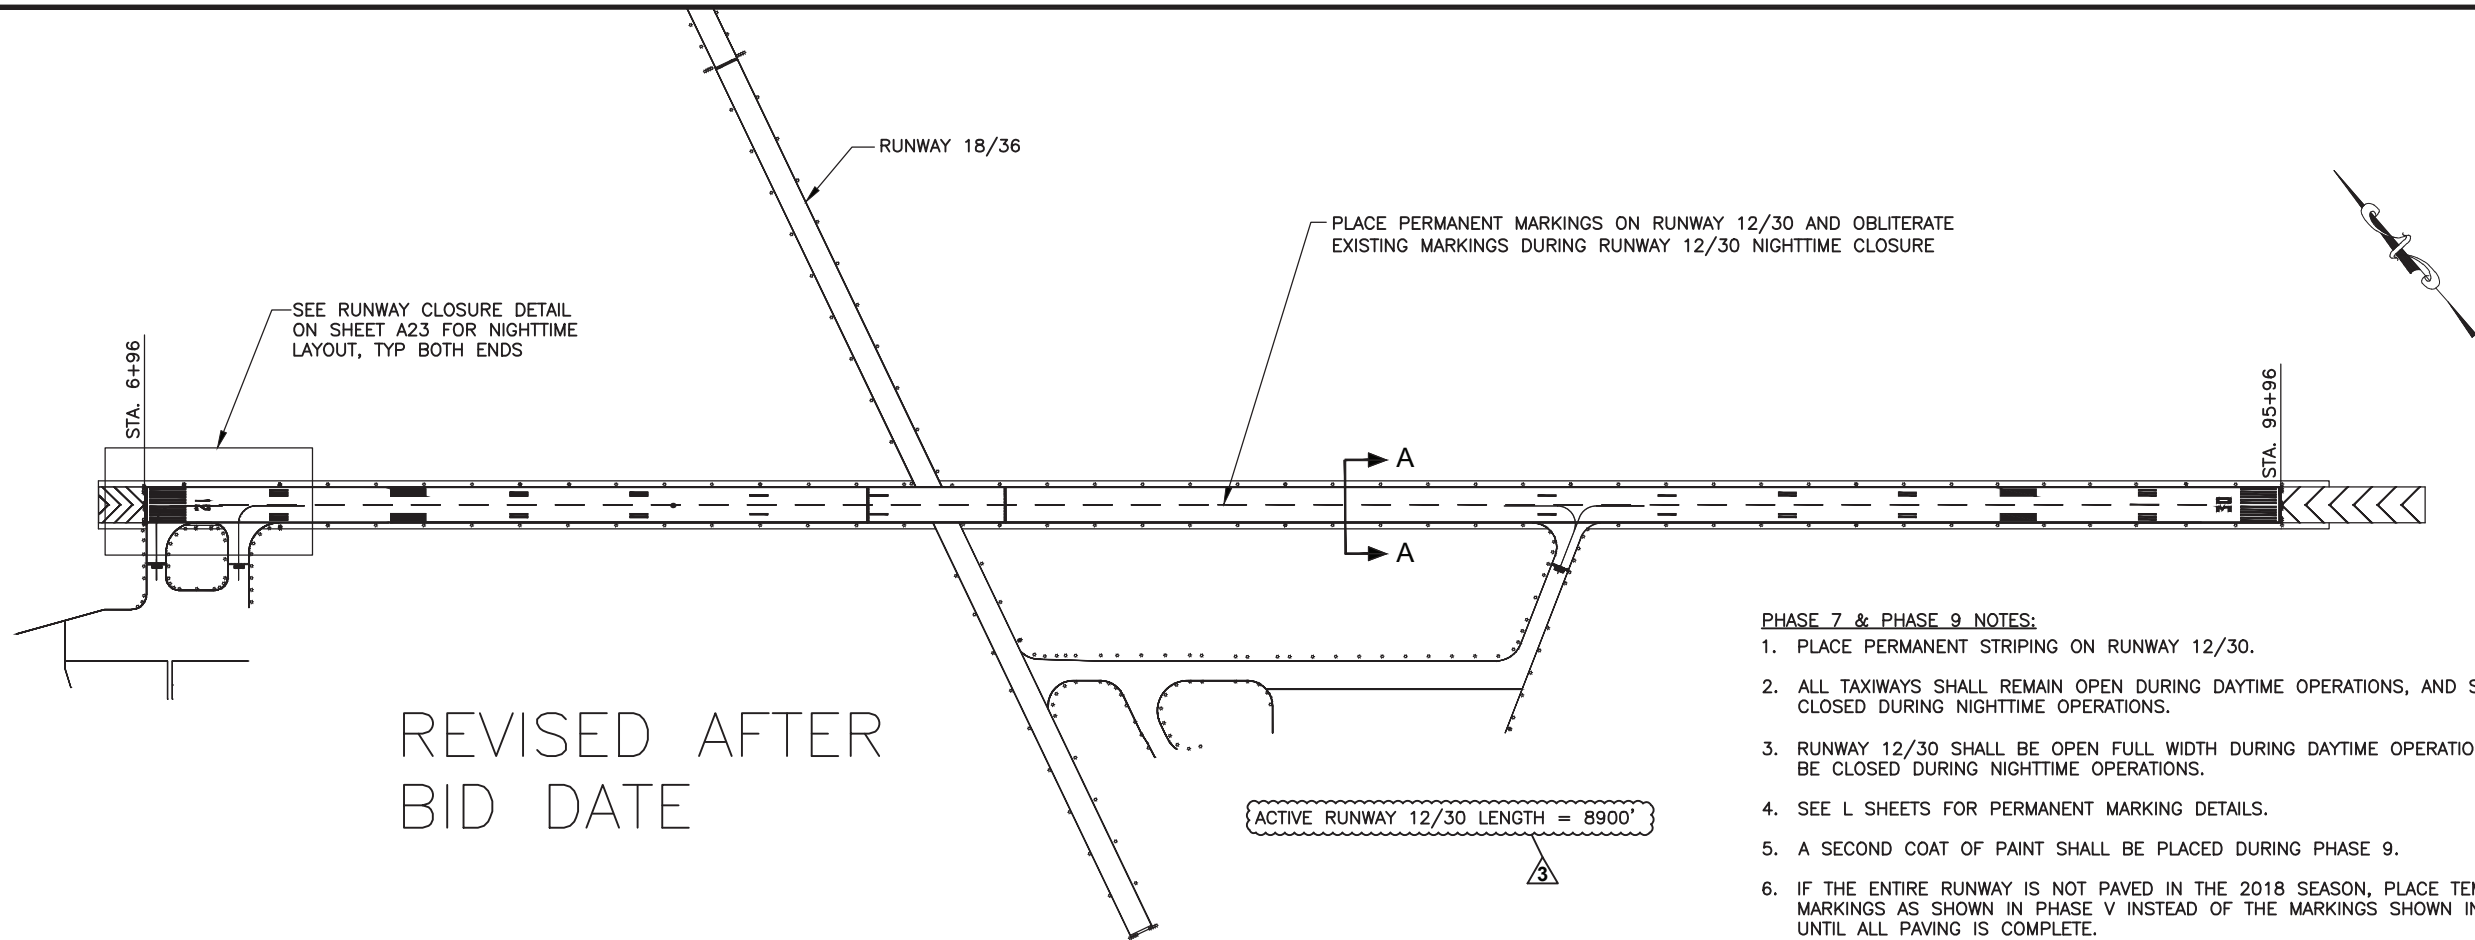 RUNWAY 18/36
PLACE PERMANENT MARKINGS ON RUNWAY 12/30 AND OBLITERATE
EXISTING MARKINGS DURING RUNWAY 12/30 NIGHTTIME CLOSURE
SEE RUNWAY CLOSURE DETAIL
ON SHEET A23 FOR NIGHTTIME
LAYOUT, TYP BOTH ENDS
STA. 6+96
STA. 95+96
A
A
12
30
REVISED AFTER
BID DATE
ACTIVE RUNWAY 12/30 LENGTH = 8900'
3
PHASE 7 & PHASE 9 NOTES:
1. PLACE PERMANENT STRIPING ON RUNWAY 12/30.
2. ALL TAXIWAYS SHALL REMAIN OPEN DURING DAYTIME OPERATIONS, AND S
CLOSED DURING NIGHTTIME OPERATIONS.
3. RUNWAY 12/30 SHALL BE OPEN FULL WIDTH DURING DAYTIME OPERATIO
BE CLOSED DURING NIGHTTIME OPERATIONS.
4. SEE L SHEETS FOR PERMANENT MARKING DETAILS.
5. A SECOND COAT OF PAINT SHALL BE PLACED DURING PHASE 9.
6. IF THE ENTIRE RUNWAY IS NOT PAVED IN THE 2018 SEASON, PLACE TE
MARKINGS AS SHOWN IN PHASE V INSTEAD OF THE MARKINGS SHOWN IN
UNTIL ALL PAVING IS COMPLETE.